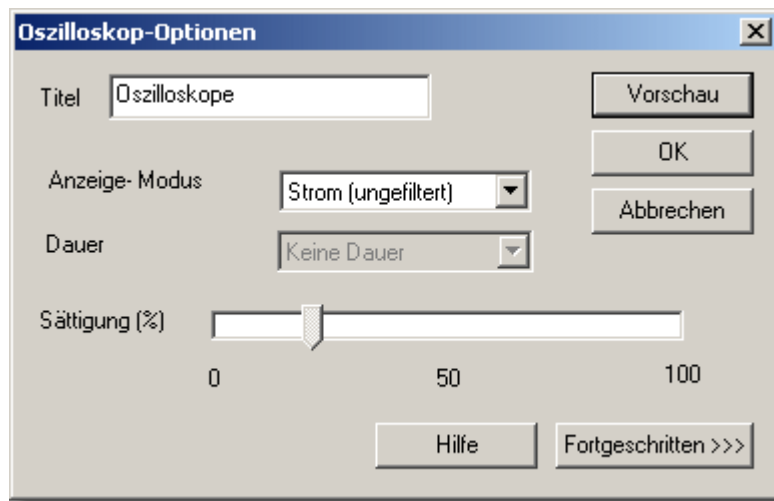 Oszilloskop-Optionen
Titel Oszilloskope Vorschau
OK
Anzeige- Modus Strom (ungefiltert)
Abbrechen
Dauer Keine Dauer
Sättigung (%)
0 50 100
Hilfe Fortgeschritten >>>